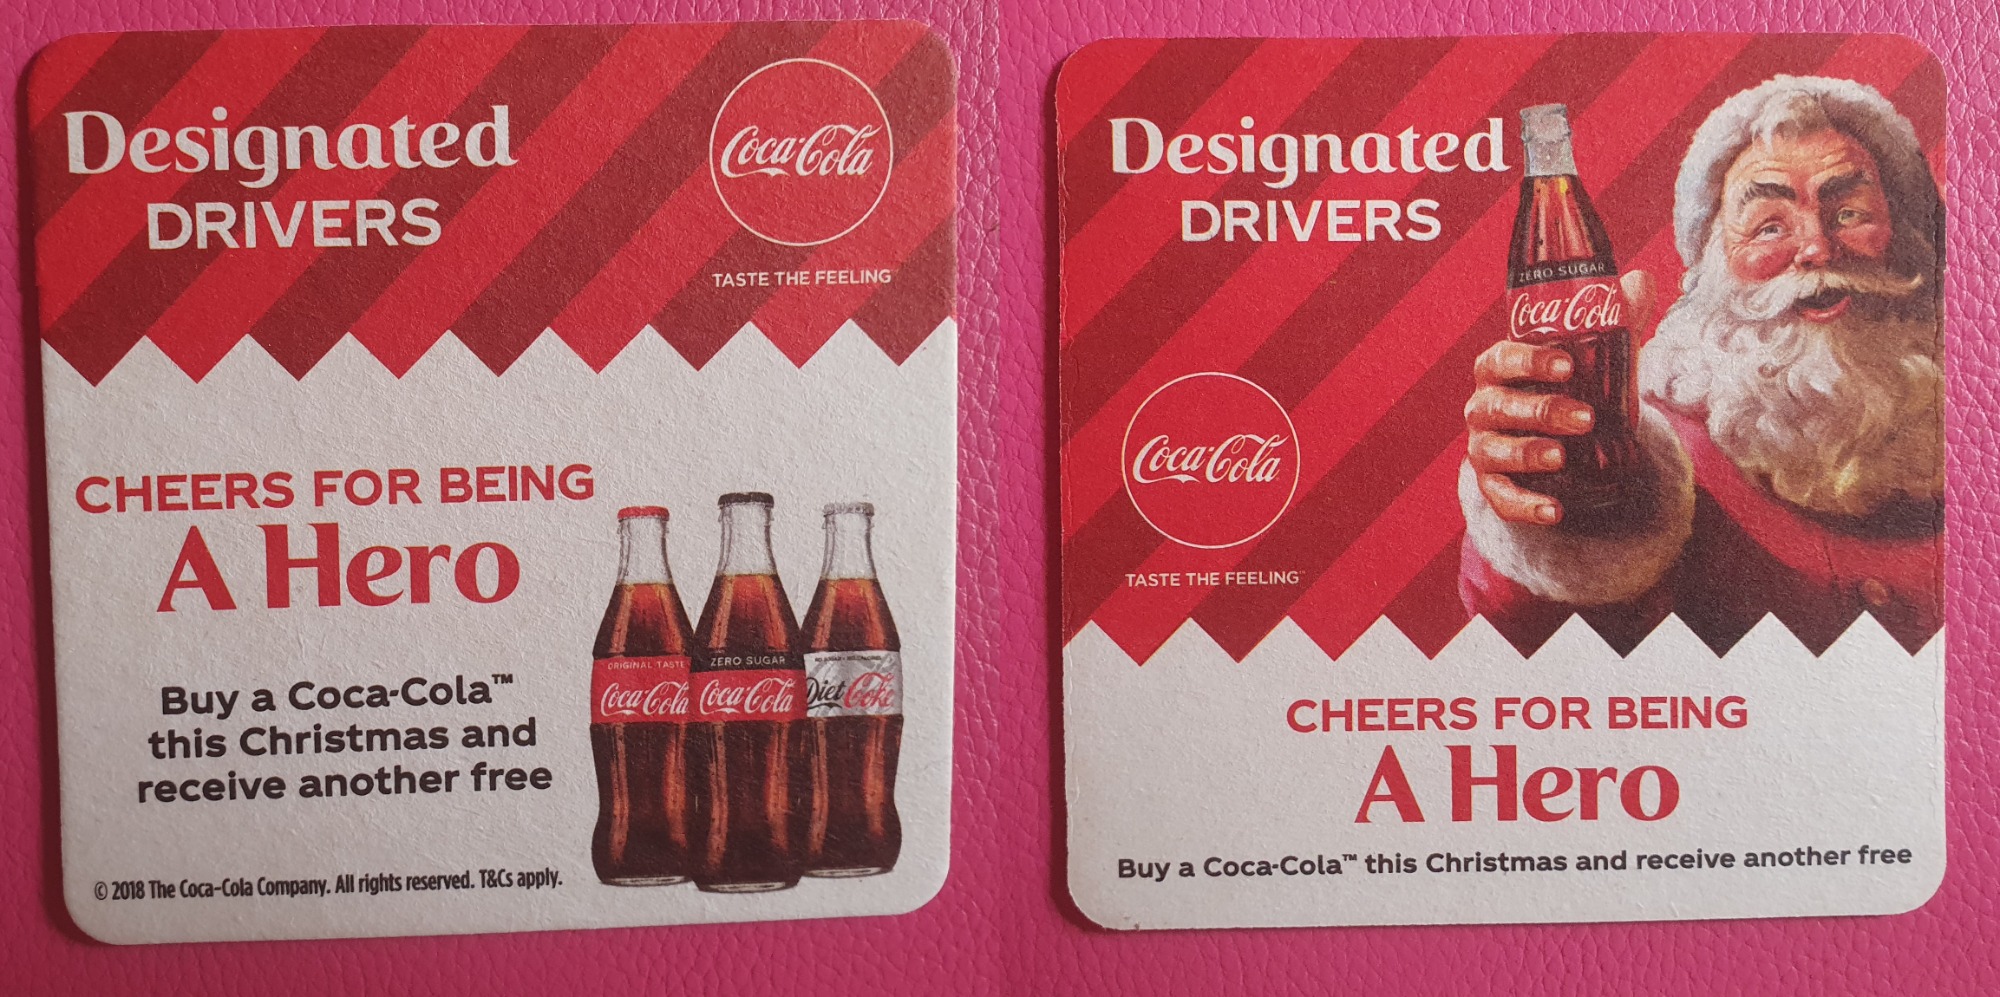 Designated
DRIVERS
Coca-Cola
TASTE THE FEELING
CHEERS FOR BEING
A Hero
Buy a Coca-Cola™
this Christmas and
receive another free
ORIGINAL TASTE
Coca-Cola
ZERO SUGAR
Coca-Cola
Diet Coke
© 2018 The Coca-Cola Company. All rights reserved. T&Cs apply.
Designated
DRIVERS
ZERO SUGAR
Coca-Cola
Coca-Cola
TASTE THE FEELING™
CHEERS FOR BEING
A Hero
Buy a Coca-Cola™ this Christmas and receive another free